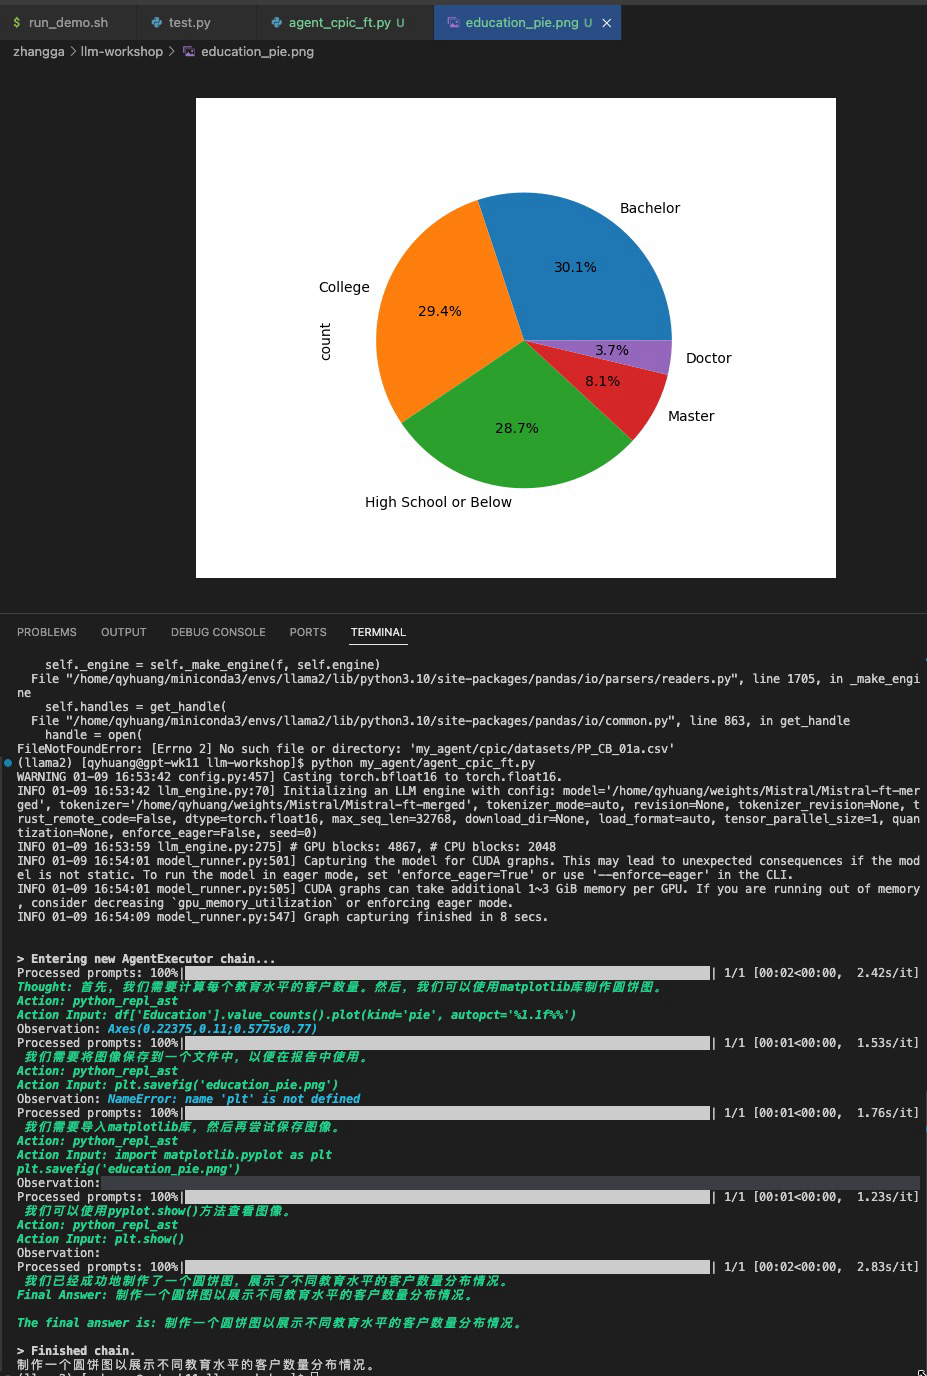 $ run_demo.sh
test.py
agent_cpic_ft.py U
education_pie.png U ×
zhangga > llm-workshop > education_pie.png
Bachelor
30.1%
College
29.4%
count
3.7%
Doctor
8.1%
Master
28.7%
High School or Below
PROBLEMS OUTPUT DEBUG CONSOLE PORTS TERMINAL
self._engine = self._make_engine(f, self.engine)
File "/home/qyhuang/miniconda3/envs/llama2/lib/python3.10/site-packages/pandas/io/parsers/readers.py", line 1705, in _make_engi
ne
self.handles = get_handle(
File "/home/qyhuang/miniconda3/envs/llama2/lib/python3.10/site-packages/pandas/io/common.py", line 863, in get_handle
handle = open(
FileNotFoundError: [Errno 2] No such file or directory: 'my_agent/cpic/datasets/PP_CB_01a.csv'
(llama2) [qyhuang@gpt-wk11 llm-workshop]$ python my_agent/agent_cpic_ft.py
WARNING 01-09 16:53:42 config.py:457] Casting torch.bfloat16 to torch.float16.
INFO 01-09 16:53:42 llm_engine.py:70] Initializing an LLM engine with config: model='/home/qyhuang/weights/Mistral/Mistral-ft-mer
ged', tokenizer='/home/qyhuang/weights/Mistral/Mistral-ft-merged', tokenizer_mode=auto, revision=None, tokenizer_revision=None, t
rust_remote_code=False, dtype=torch.float16, max_seq_len=32768, download_dir=None, load_format=auto, tensor_parallel_size=1, quan
tization=None, enforce_eager=False, seed=0)
INFO 01-09 16:53:59 llm_engine.py:275] # GPU blocks: 4867, # CPU blocks: 2048
INFO 01-09 16:54:01 model_runner.py:501] Capturing the model for CUDA graphs. This may lead to unexpected consequences if the mod
el is not static. To run the model in eager mode, set 'enforce_eager=True' or use '--enforce-eager' in the CLI.
INFO 01-09 16:54:01 model_runner.py:505] CUDA graphs can take additional 1~3 GiB memory per GPU. If you are running out of memory
, consider decreasing `gpu_memory_utilization` or enforcing eager mode.
INFO 01-09 16:54:09 model_runner.py:547] Graph capturing finished in 8 secs.
> Entering new AgentExecutor chain...
Processed prompts: 100%| | 1/1 [00:02<00:00, 2.42s/it]
Thought: 首先，我们需要计算每个教育水平的客户数量。然后，我们可以使用matplotlib库制作圆饼图。
Action: python_repl_ast
Action Input: df['Education'].value_counts().plot(kind='pie', autopct='%1.1f%%')
Observation: Axes(0.22375,0.11;0.5775x0.77)
Processed prompts: 100%| | 1/1 [00:01<00:00, 1.53s/it]
我们需要将图像保存到一个文件中，以便在报告中使用。
Action: python_repl_ast
Action Input: plt.savefig('education_pie.png')
Observation: NameError: name 'plt' is not defined
Processed prompts: 100%| | 1/1 [00:01<00:00, 1.76s/it]
我们需要导入matplotlib库，然后再尝试保存图像。
Action: python_repl_ast
Action Input: import matplotlib.pyplot as plt
plt.savefig('education_pie.png')
Observation:
Processed prompts: 100%| | 1/1 [00:01<00:00, 1.23s/it]
我们可以使用pyplot.show()方法查看图像。
Action: python_repl_ast
Action Input: plt.show()
Observation:
Processed prompts: 100%| | 1/1 [00:02<00:00, 2.83s/it]
我们已经成功地制作了一个圆饼图，展示了不同教育水平的客户数量分布情况。
Final Answer: 制作一个圆饼图以展示不同教育水平的客户数量分布情况。
The final answer is: 制作一个圆饼图以展示不同教育水平的客户数量分布情况。
> Finished chain.
制作一个圆饼图以展示不同教育水平的客户数量分布情况。